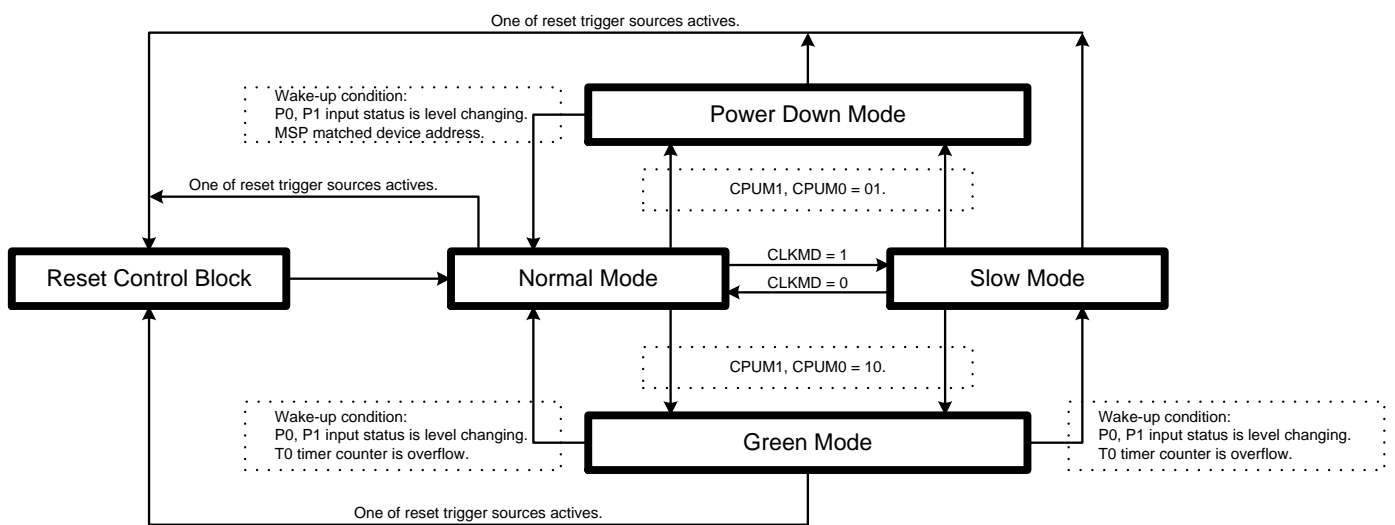 One of reset trigger sources actives.
Wake-up condition:
P0, P1 input status is level changing.
MSP matched device address.
Power Down Mode
One of reset trigger sources actives.
CPUM1, CPUM0 = 01.
Reset Control Block
Normal Mode
CLKMD = 1
CLKMD = 0
Slow Mode
CPUM1, CPUM0 = 10.
Wake-up condition:
P0, P1 input status is level changing.
T0 timer counter is overflow.
Green Mode
Wake-up condition:
P0, P1 input status is level changing.
T0 timer counter is overflow.
One of reset trigger sources actives.